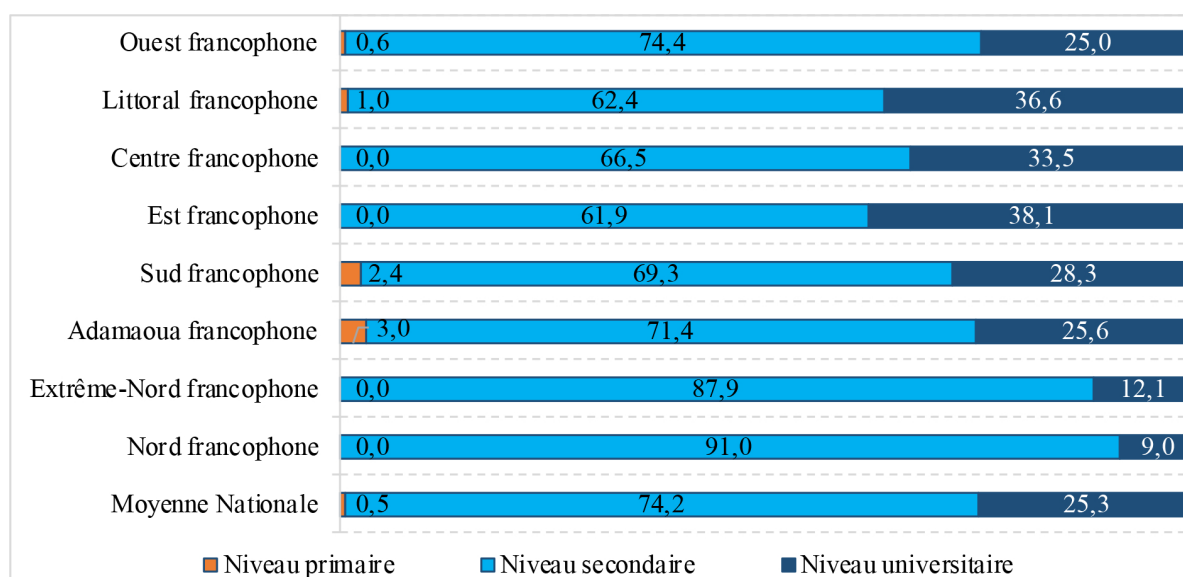 Ouest francophone 0,6 74,4 25,0
Littoral francophone 1,0 62,4 36,6
Centre francophone 0,0 66,5 33,5
Est francophone 0,0 61,9 38,1
Sud francophone 2,4 69,3 28,3
Adamaoua francophone 3,0 71,4 25,6
Extrême-Nord francophone 0,0 87,9 12,1
Nord francophone 0,0 91,0 9,0
Moyenne Nationale 0,5 74,2 25,3
Niveau primaire Niveau secondaire Niveau universitaire